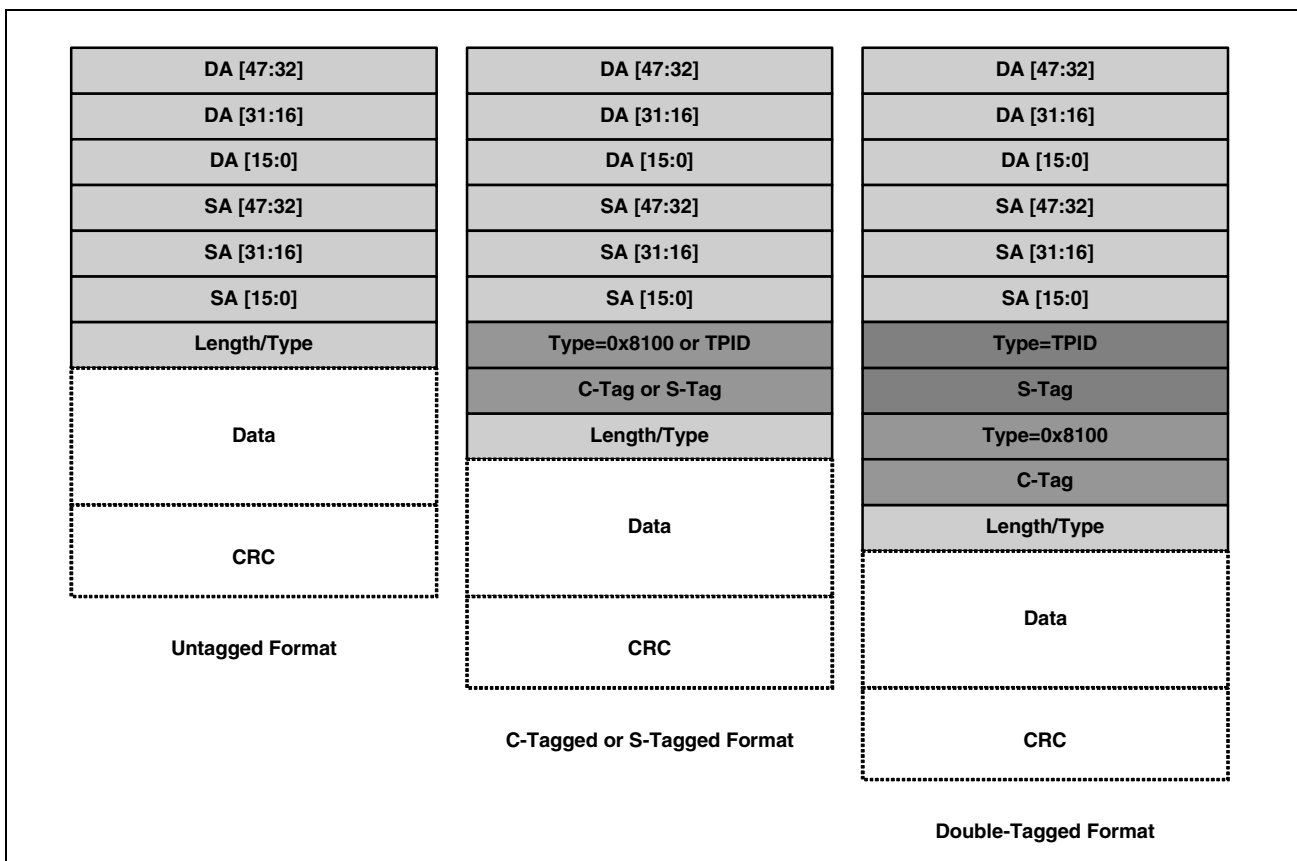 DA [47:32]
DA [31:16]
DA [15:0]
SA [47:32]
SA [31:16]
SA [15:0]
Length/Type
Data
CRC
Untagged Format
DA [47:32]
DA [31:16]
DA [15:0]
SA [47:32]
SA [31:16]
SA [15:0]
Type=0x8100 or TPID
C-Tag or S-Tag
Length/Type
Data
CRC
C-Tagged or S-Tagged Format
DA [47:32]
DA [31:16]
DA [15:0]
SA [47:32]
SA [31:16]
SA [15:0]
Type=TPID
S-Tag
Type=0x8100
C-Tag
Length/Type
Data
CRC
Double-Tagged Format